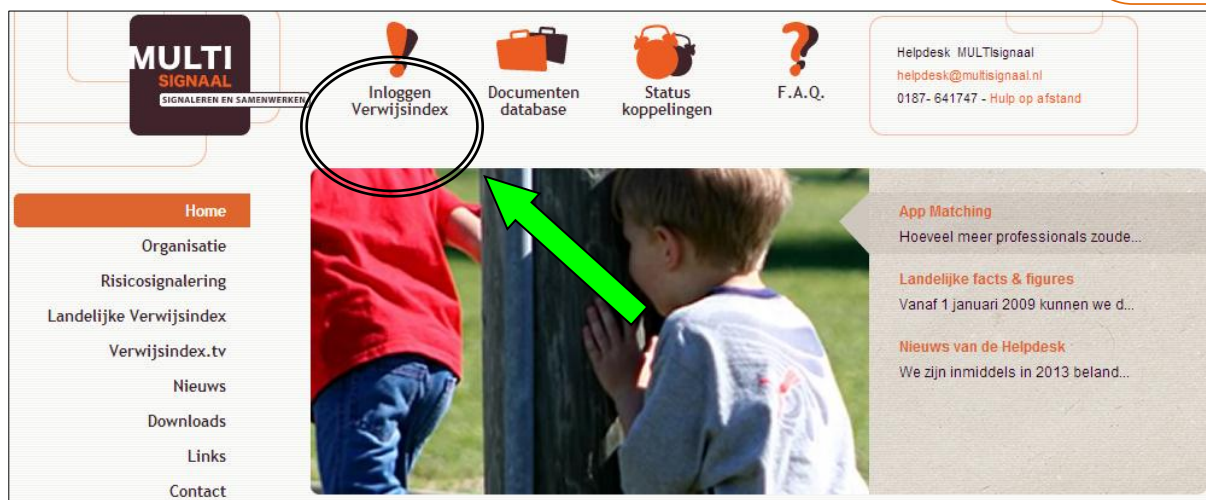 MULTI
SIGNAAL
SIGNALEREN EN SAMENWERKEN
Inloggen
Verwijsindex
Documenten
database
Status
koppelingen
F.A.Q.
Helpdesk MULTIsignaal
helpdesk@multisignaal.nl
0187- 641747 - Hulp op afstand
Home
Organisatie
Risicosignalering
Landelijke Verwijsindex
Verwijsindex.tv
Nieuws
Downloads
Links
Contact
App Matching
Hoeveel meer professionals zoude...
Landelijke facts & figures
Vanaf 1 januari 2009 kunnen we d...
Nieuws van de Helpdesk
We zijn inmiddels in 2013 beland...